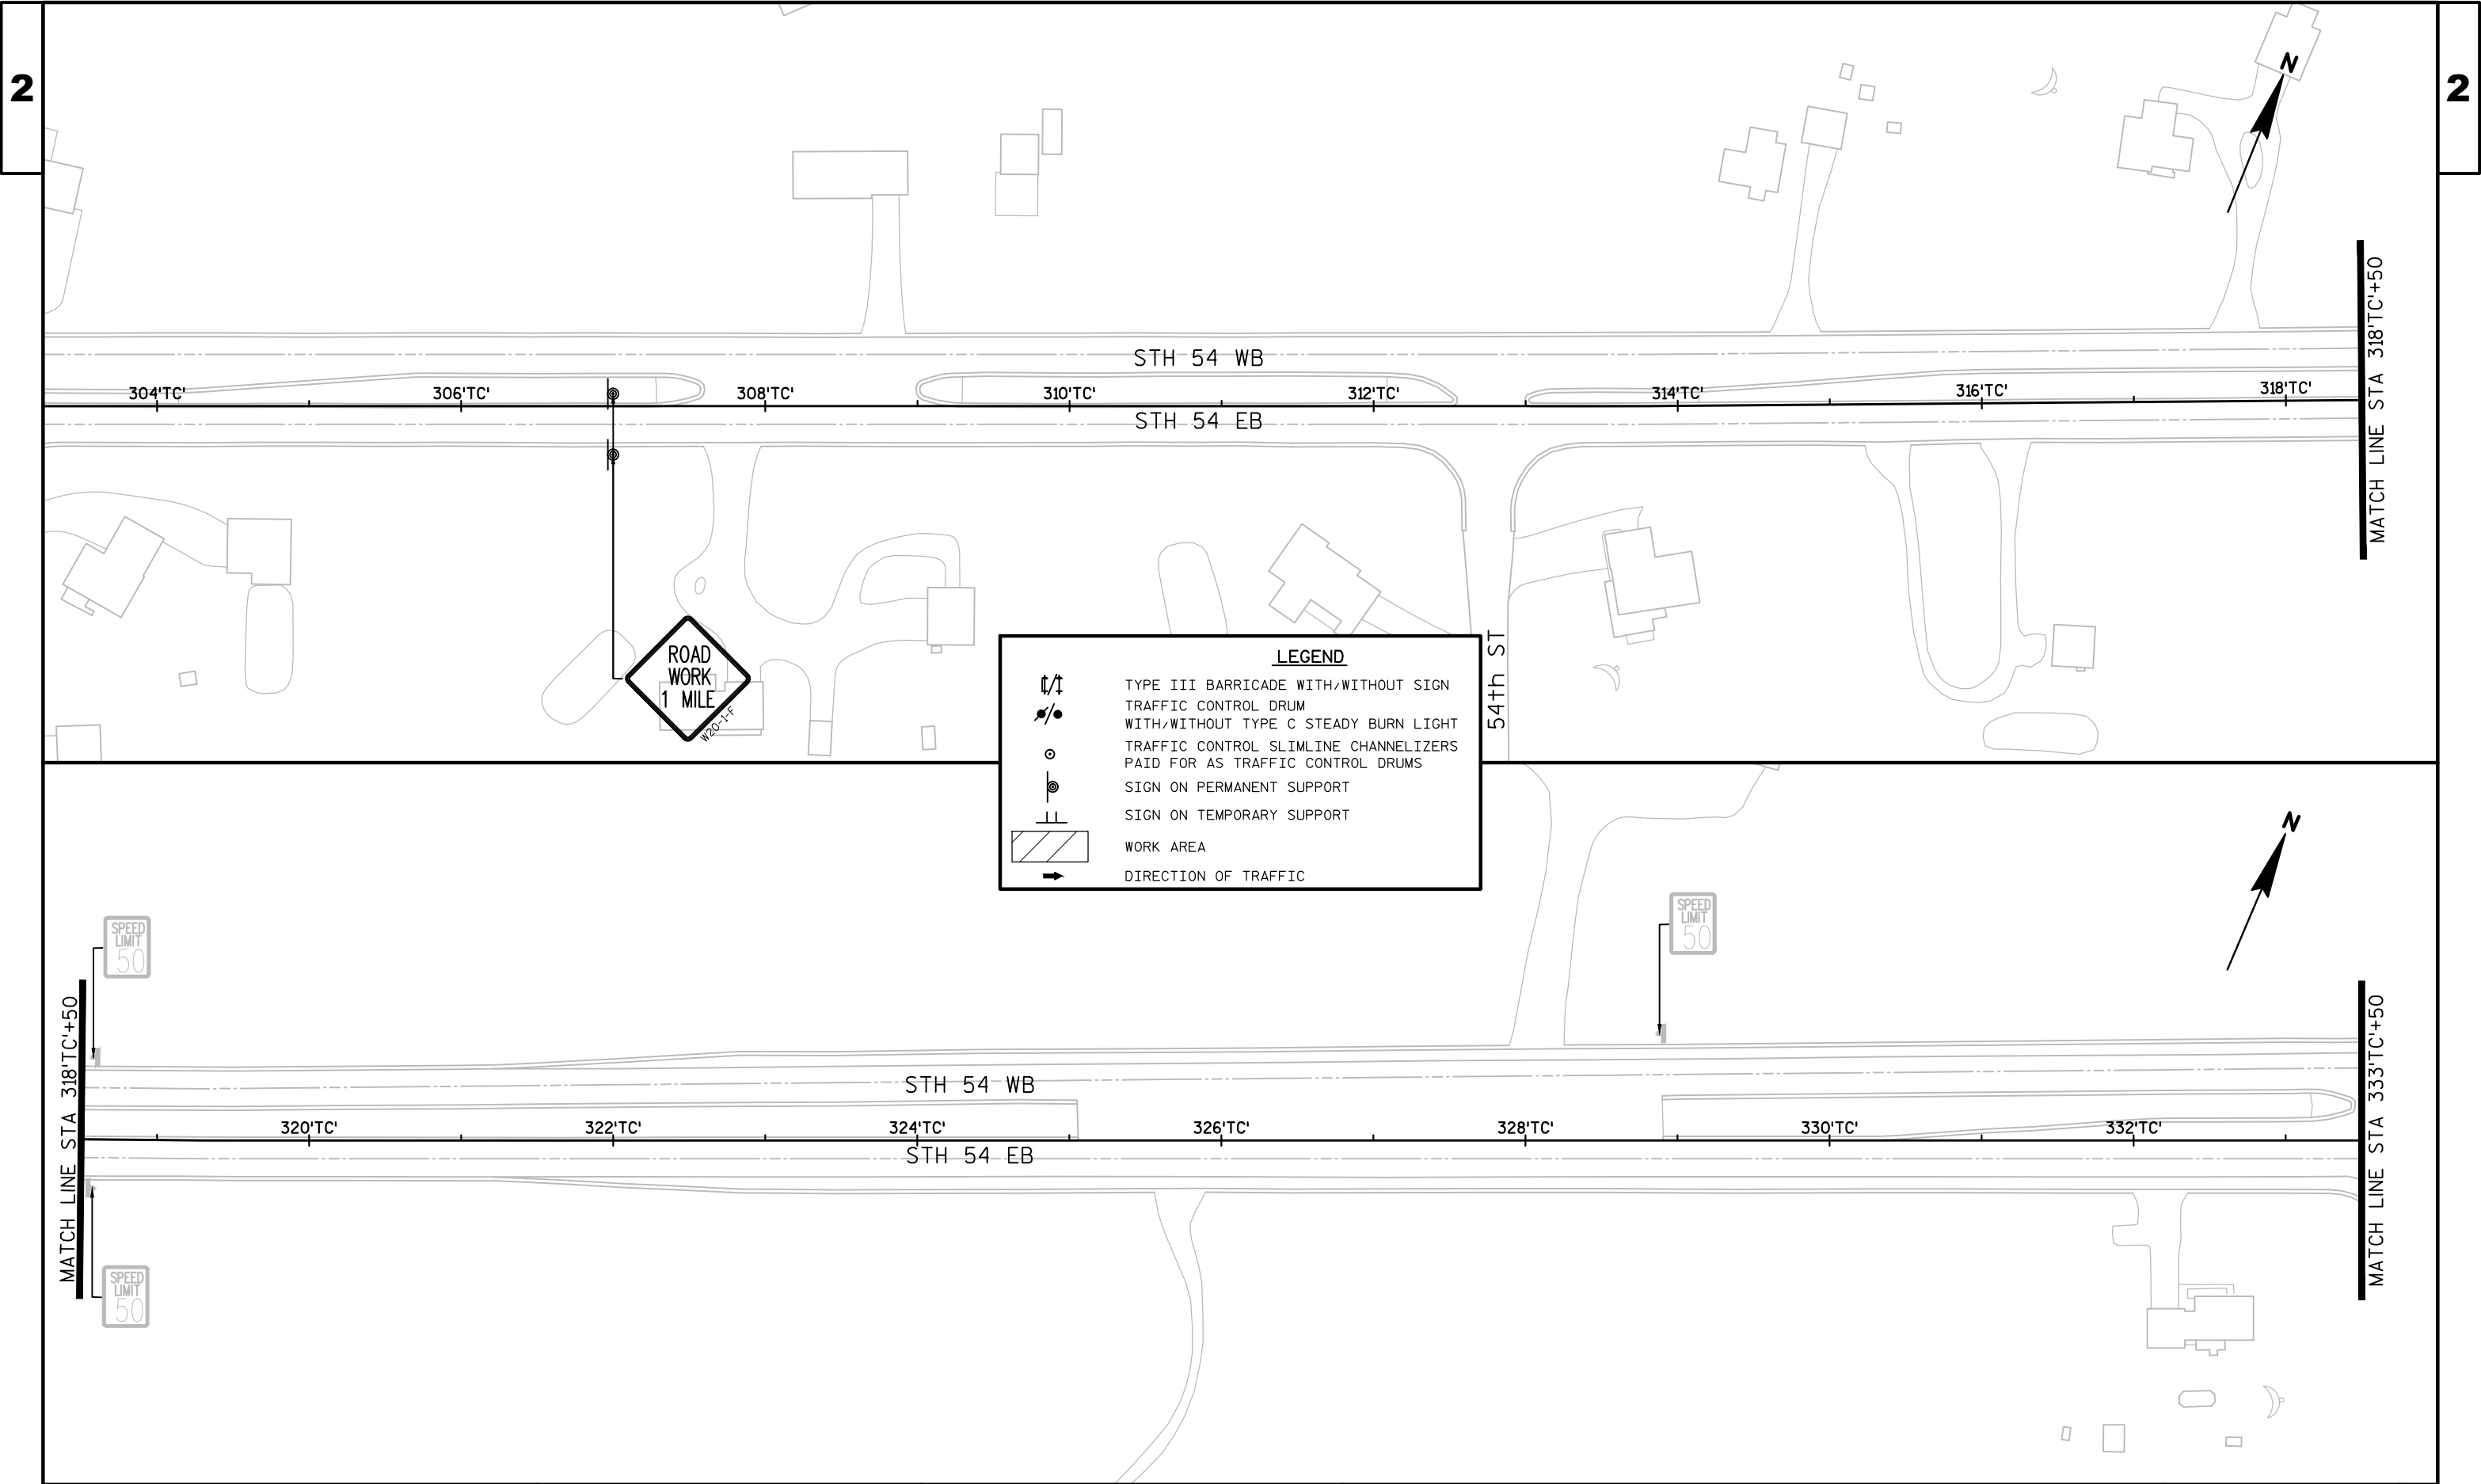 2
2
N
MATCH LINE STA 318'TC'+50
STH 54 WB
304'TC'
306'TC'
308'TC'
310'TC'
312'TC'
314'TC'
316'TC'
318'TC'
STH 54 EB
54th ST
ROAD
WORK
1 MILE
W20-1-F
LEGEND
TYPE III BARRICADE WITH/WITHOUT SIGN
TRAFFIC CONTROL DRUM
WITH/WITHOUT TYPE C STEADY BURN LIGHT
TRAFFIC CONTROL SLIMLINE CHANNELIZERS
PAID FOR AS TRAFFIC CONTROL DRUMS
SIGN ON PERMANENT SUPPORT
SIGN ON TEMPORARY SUPPORT
WORK AREA
DIRECTION OF TRAFFIC
N
SPEED
LIMIT
50
SPEED
LIMIT
50
MATCH LINE STA 318'TC'+50
MATCH LINE STA 333'TC'+50
STH 54 WB
320'TC'
322'TC'
324'TC'
326'TC'
328'TC'
330'TC'
332'TC'
STH 54 EB
SPEED
LIMIT
50